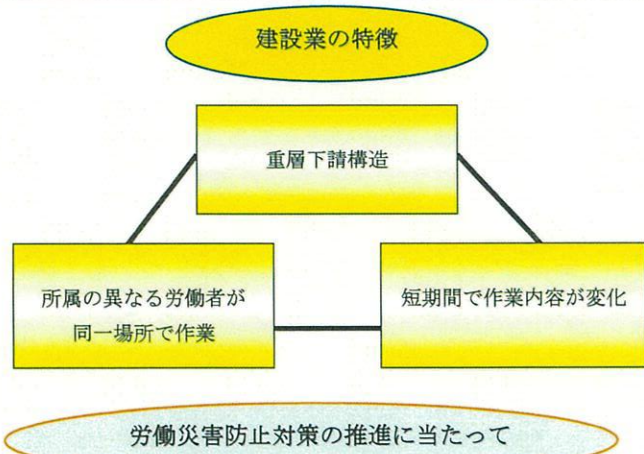 建設業の特徴
重層下請構造
所属の異なる労働者が
同一場所で作業
短期間で作業内容が変化
労働災害防止対策の推進に当たって